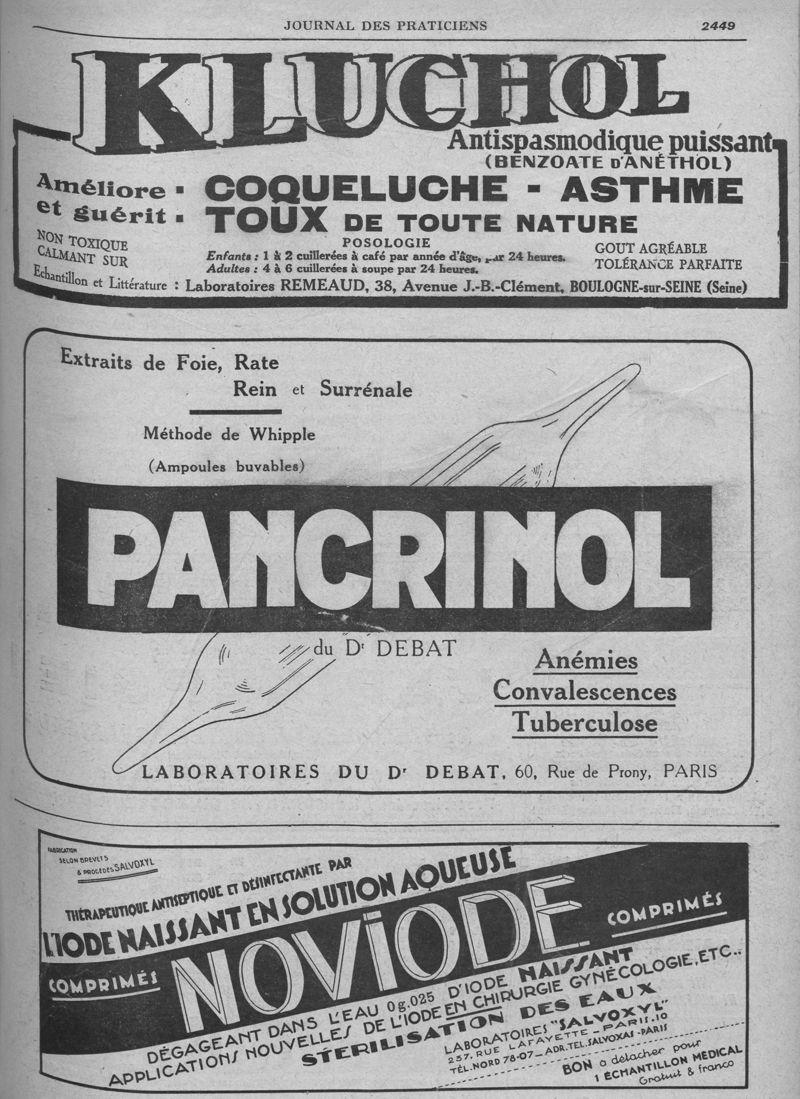 JOURNAL DES PRATICIENS 2449
KLUCHOL
Antispasmodique puissant
(BENZOATE D'ANÉTHOL)
Améliore ▪ COQUELUCHE - ASTHME
et guérit ▪ TOUX DE TOUTE NATURE
NON TOXIQUE
CALMANT SUR
POSOLOGIE
Enfants : 1 à 2 cuillerées à café par année d'âge, par 24 heures.
Adultes : 4 à 6 cuillerées à soupe par 24 heures.
GOUT AGRÉABLE
TOLÉRANCE PARFAITE
Echantillon et Littérature : Laboratoires REMEAUD, 38, Avenue J.-B.-Clément, BOULOGNE-sur-SEINE (Seine)
Extraits de Foie, Rate
Rein et Surrénale
Méthode de Whipple
(Ampoules buvables)
PANCRINOL
du Dr DEBAT
Anémies
Convalescences
Tuberculose
LABORATOIRES DU Dr DEBAT, 60, Rue de Prony, PARIS
FABRICATION
SELON BREVETS
& PROCÉDÉS SALVOXYL
THÉRAPEUTIQUE ANTISEPTIQUE ET DÉSINFECTANTE PAR
L'IODE NAISSANT EN SOLUTION AQUEUSE
COMPRIMÉS NOVIODE COMPRIMÉS
DÉGAGEANT DANS L'EAU 0g.025 D'IODE NAISSANT
APPLICATIONS NOUVELLES DE L'IODE EN CHIRURGIE GYNÉCOLOGIE, ETC..
STÉRILISATION DES EAUX
LABORATOIRES "SALVOXYL"
257, RUE LAFAYETTE - PARIS. 10
TÉL. NORD 78-07 - ADR. TEL. SALVOXAS - PARIS
BON a détacher pour
1 ÉCHANTILLON MÉDICAL
Gratuit & franco